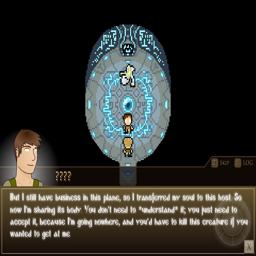 SKIP LOG
????
But I still have business in this plane, so I transferred my soul to this host. So
now I'm sharing its body. You don't need to *understand* it; you just need to
accept it, because I'm going nowhere, and you'd have to kill this creature if you
wanted to get at me.